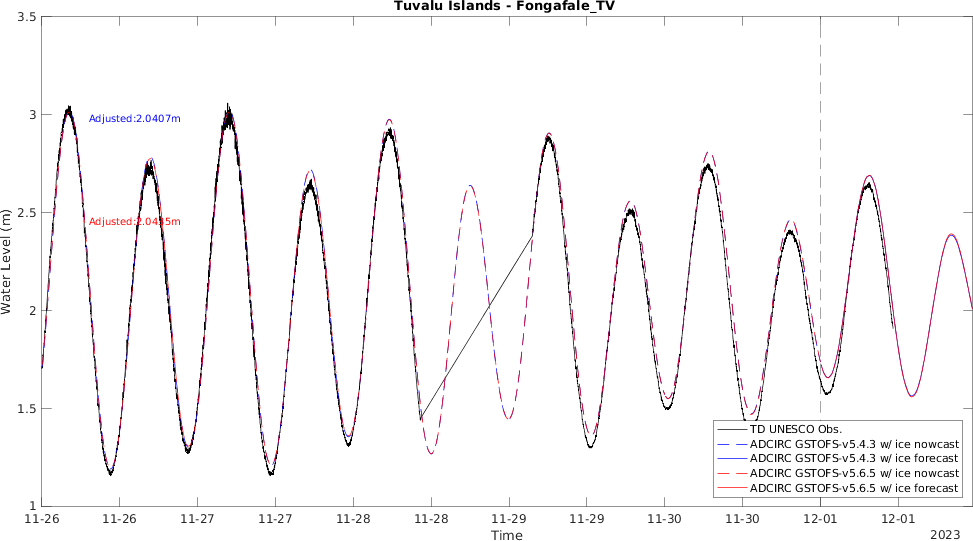 Tuvalu Islands - Fongafale_TV
3.5
3
2.5
2
1.5
1
Water Level (m)
Adjusted:2.0407m
Adjusted:2.0435m
TD UNESCO Obs.
ADCIRC GSTOFS-v5.4.3 w/ ice nowcast
ADCIRC GSTOFS-v5.4.3 w/ ice forecast
ADCIRC GSTOFS-v5.6.5 w/ ice nowcast
ADCIRC GSTOFS-v5.6.5 w/ ice forecast
11-26 11-26 11-27 11-27 11-28 11-28 11-29 11-29 11-30 11-30 12-01 12-01
Time
2023